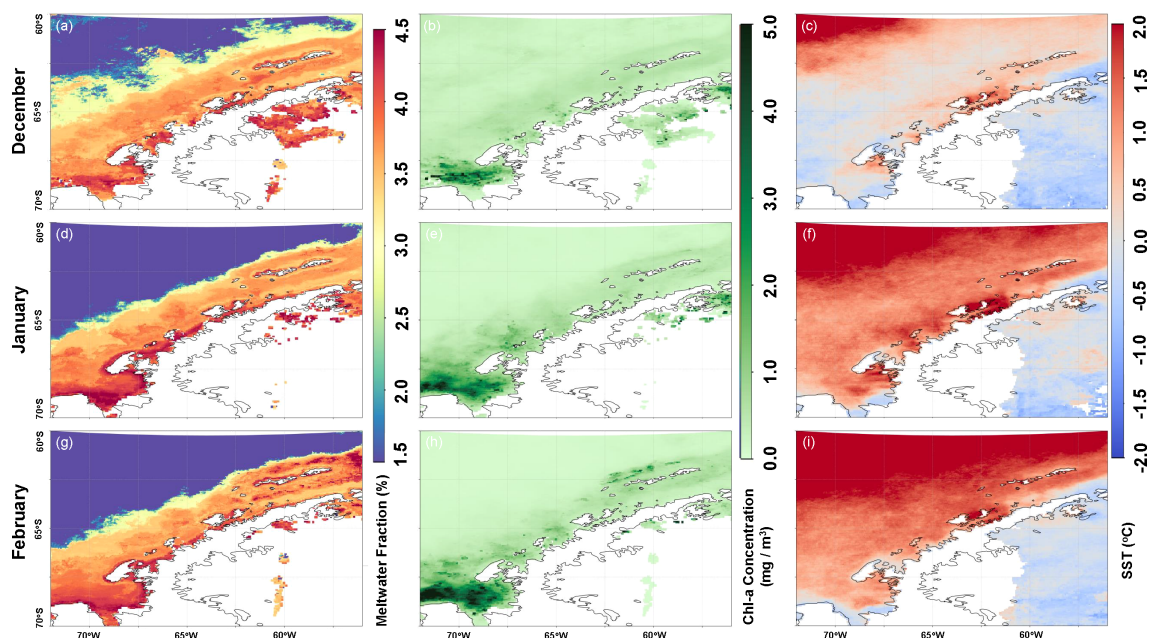 (a)
(b)
(c)
(d)
(e)
(f)
(g)
(h)
(i)
December
January
February
60°S
65°S
70°S
60°S
65°S
70°S
60°S
65°S
70°S
70°W
65°W
60°W
70°W
65°W
60°W
70°W
65°W
60°W
4.5
4.0
3.5
3.0
2.5
2.0
1.5
Meltwater Fraction (%)
5.0
4.0
3.0
2.0
1.0
0.0
Chl-a Concentration
(mg / m³)
2.0
1.5
1.0
0.5
0.0
-0.5
-1.0
-1.5
-2.0
SST (°C)